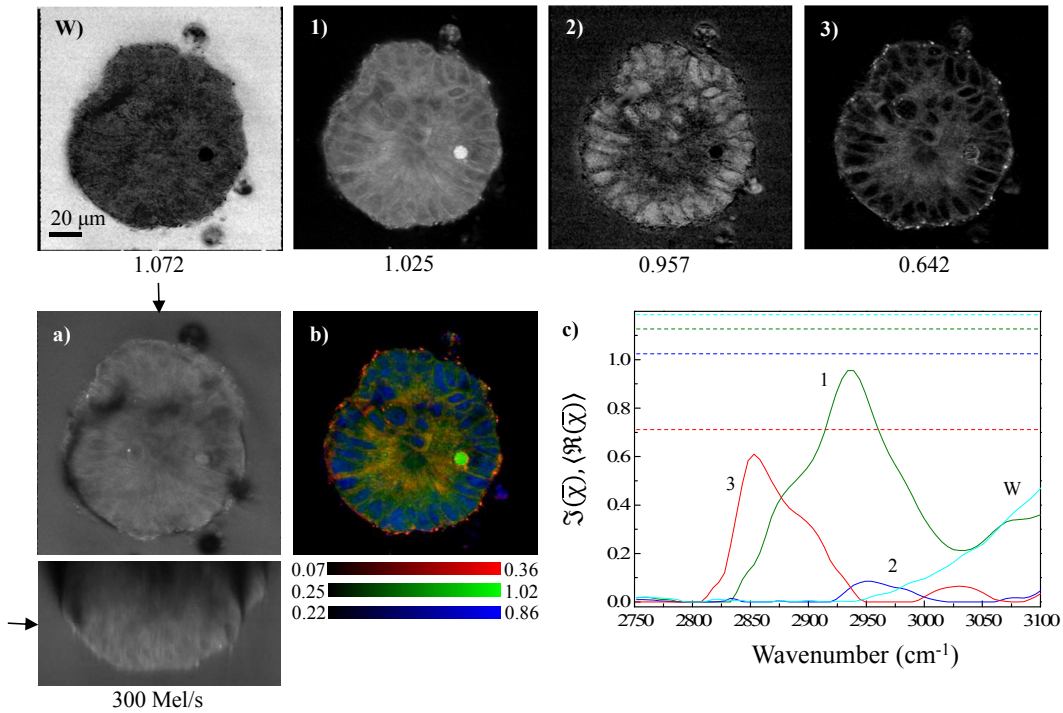 W)
1)
2)
3)
20 μm
1.072
1.025
0.957
0.642
a)
b)
c)
0.07 0.36
0.25 1.02
0.22 0.86
300 Mel/s
ℑ(χ̅), ⟨ℜ(χ̅)⟩
1.0
0.8
0.6
0.4
0.2
0.0
1
3
2
W
2750 2800 2850 2900 2950 3000 3050 3100
Wavenumber (cm⁻¹)